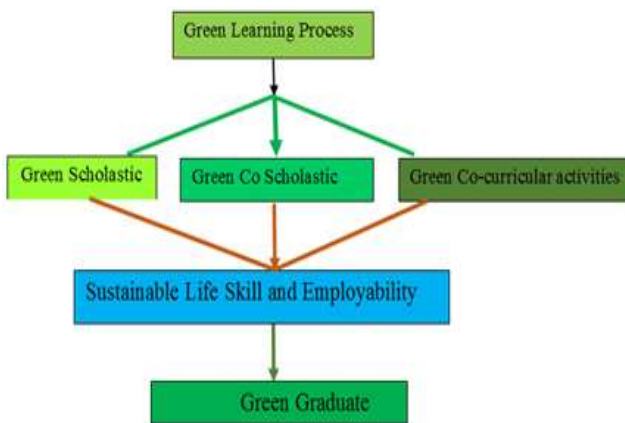 Green Learning Process
Green Scholastic
Green Co Scholastic
Green Co-curricular activities
Sustainable Life Skill and Employability
Green Graduate